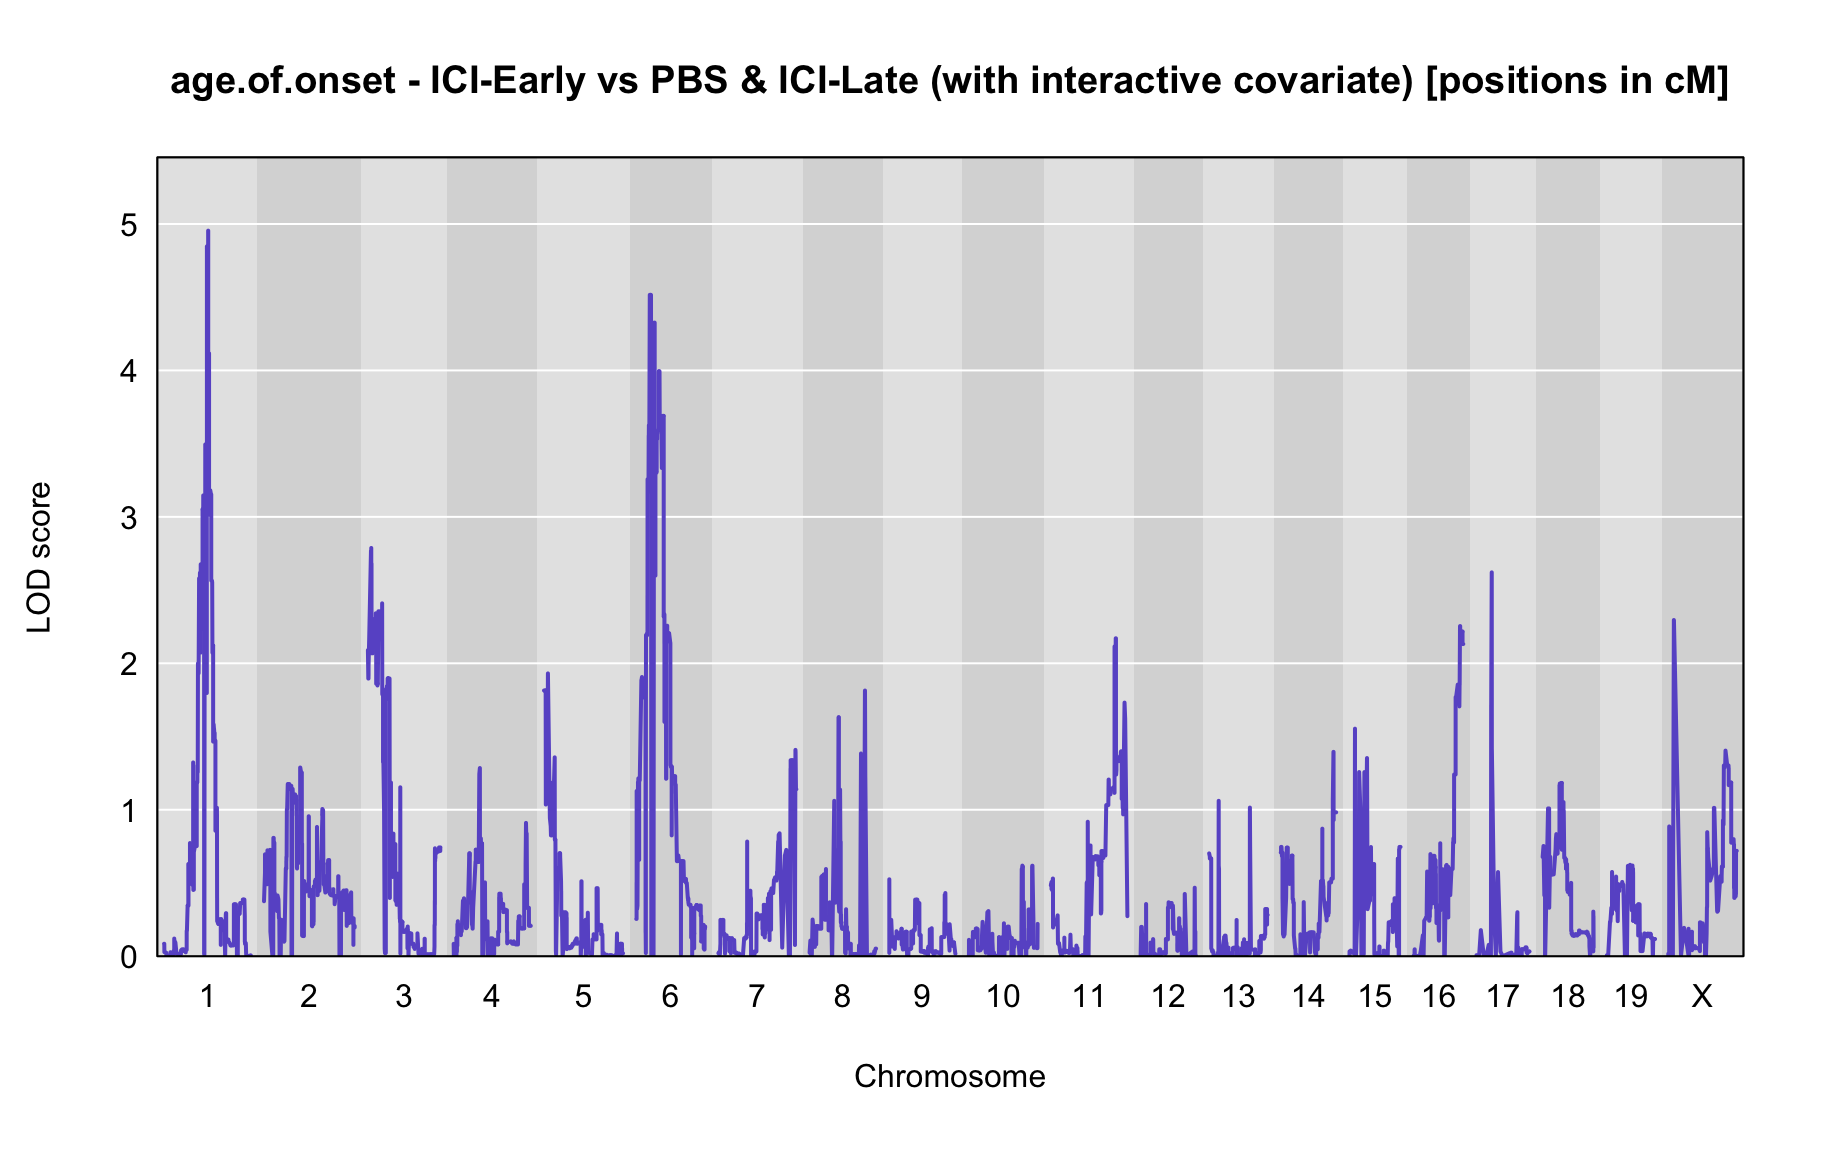 age.of.onset - ICI-Early vs PBS & ICI-Late (with interactive covariate) [positions in cM]
LOD score
5
4
3
2
1
0
1 2 3 4 5 6 7 8 9 10 11 12 13 14 15 16 17 18 19 X
Chromosome